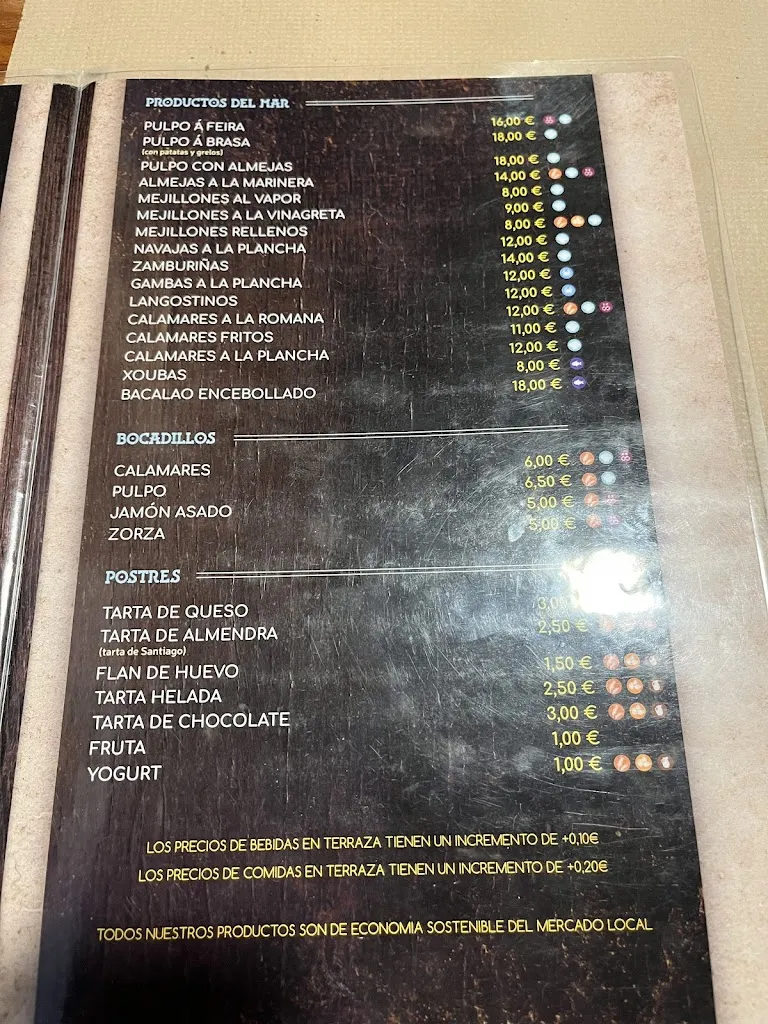 PRODUCTOS DEL MAR
PULPO Á FEIRA 16,00 €
PULPO Á BRASA 18,00 €
(con patatas y grelos)
PULPO CON ALMEJAS 18,00 €
ALMEJAS A LA MARINERA 14,00 €
MEJILLONES AL VAPOR 8,00 €
MEJILLONES A LA VINAGRETA 9,00 €
MEJILLONES RELLENOS 8,00 €
NAVAJAS A LA PLANCHA 12,00 €
ZAMBURIÑAS 14,00 €
GAMBAS A LA PLANCHA 12,00 €
LANGOSTINOS 12,00 €
CALAMARES A LA ROMANA 12,00 €
CALAMARES FRITOS 11,00 €
CALAMARES A LA PLANCHA 12,00 €
XOUBAS 8,00 €
BACALAO ENCEBOLLADO 18,00 €
BOCADILLOS
CALAMARES 6,00 €
PULPO 6,50 €
JAMÓN ASADO 5,00 €
ZORZA 5,00 €
POSTRES
TARTA DE QUESO
TARTA DE ALMENDRA 2,50 €
(tarta de Santiago)
FLAN DE HUEVO 1,50 €
TARTA HELADA 2,50 €
TARTA DE CHOCOLATE 3,00 €
FRUTA 1,00 €
YOGURT 1,00 €
LOS PRECIOS DE BEBIDAS EN TERRAZA TIENEN UN INCREMENTO DE +0,10€
LOS PRECIOS DE COMIDAS EN TERRAZA TIENEN UN INCREMENTO DE +0,20€
TODOS NUESTROS PRODUCTOS SON DE ECONOMIA SOSTENIBLE DEL MERCADO LOCAL